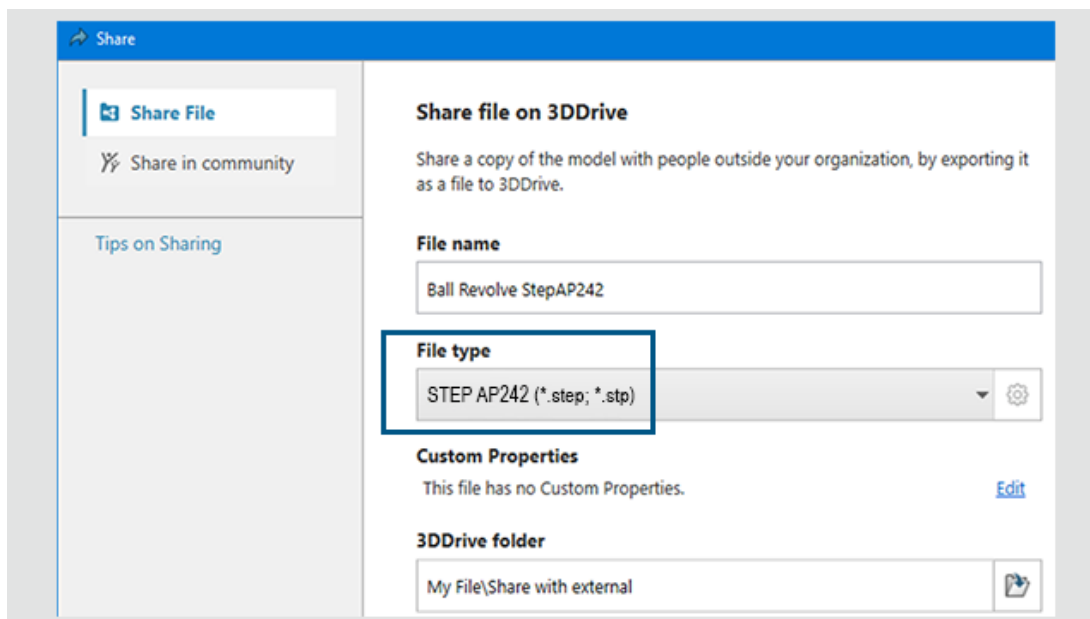 Share
Share File
Share in community
Tips on Sharing
Share file on 3DDrive
Share a copy of the model with people outside your organization, by exporting it
as a file to 3DDrive.
File name
Ball Revolve StepAP242
File type
STEP AP242 (*.step; *.stp)
Custom Properties
This file has no Custom Properties.
Edit
3DDrive folder
My File\Share with external